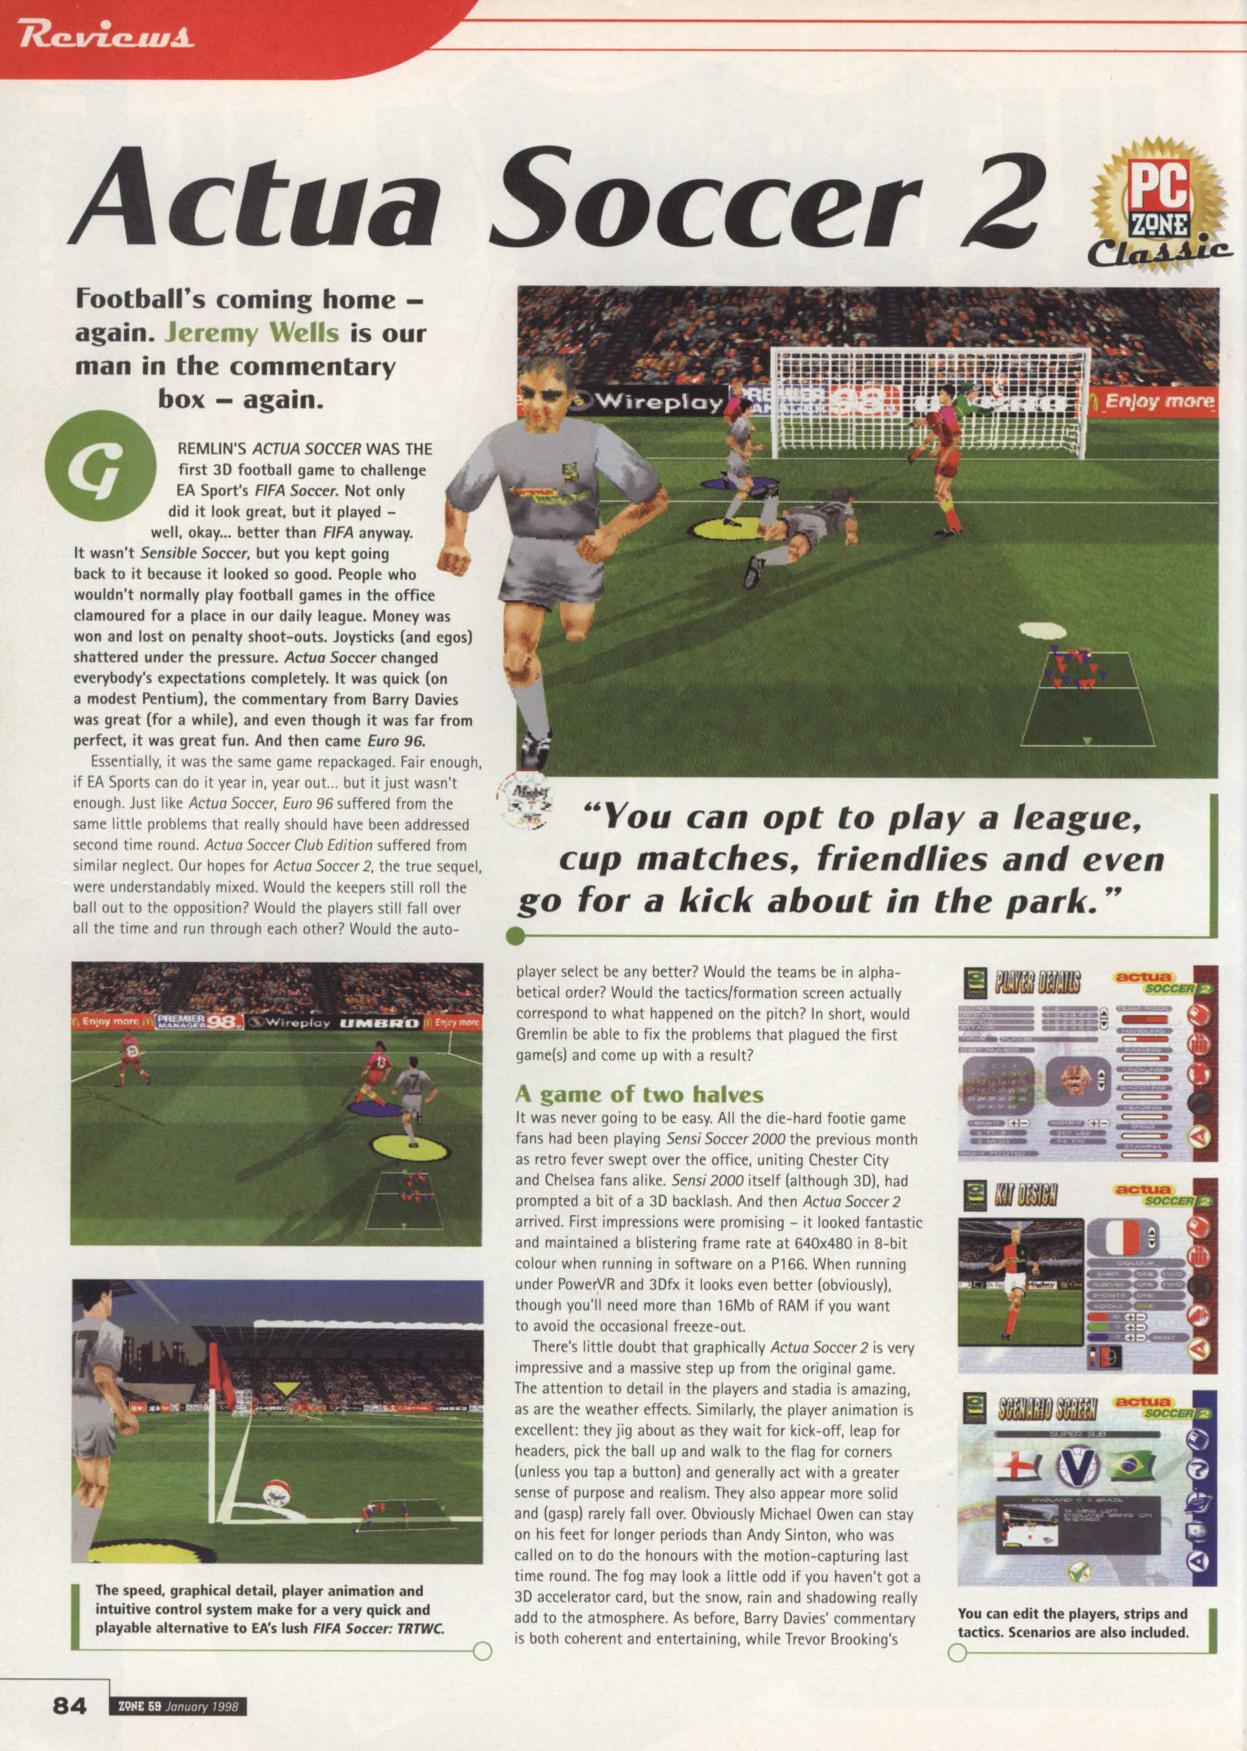 Reviews
Actua Soccer 2
PC
ZONE
Classic
Football's coming home –
again. Jeremy Wells is our
man in the commentary
box – again.
G
REMLIN'S ACTUA SOCCER WAS THE
first 3D football game to challenge
EA Sport's FIFA Soccer. Not only
did it look great, but it played –
well, okay... better than FIFA anyway.
It wasn't Sensible Soccer, but you kept going
back to it because it looked so good. People who
wouldn't normally play football games in the office
clamoured for a place in our daily league. Money was
won and lost on penalty shoot-outs. Joysticks (and egos)
shattered under the pressure. Actua Soccer changed
everybody's expectations completely. It was quick (on
a modest Pentium), the commentary from Barry Davies
was great (for a while), and even though it was far from
perfect, it was great fun. And then came Euro 96.
Essentially, it was the same game repackaged. Fair enough,
if EA Sports can do it year in, year out... but it just wasn't
enough. Just like Actua Soccer, Euro 96 suffered from the
same little problems that really should have been addressed
second time round. Actua Soccer Club Edition suffered from
similar neglect. Our hopes for Actua Soccer 2, the true sequel,
were understandably mixed. Would the keepers still roll the
ball out to the opposition? Would the players still fall over
all the time and run through each other? Would the auto-
Wireplay
PREMIER
MANAGER 98
Enjoy more
"You can opt to play a league,
cup matches, friendlies and even
go for a kick about in the park."
Enjoy more PREMIER MANAGER 98 Wireplay UMBRO Enjoy more
13
7
17
The speed, graphical detail, player animation and
intuitive control system make for a very quick and
playable alternative to EA's lush FIFA Soccer: TRTWC.
player select be any better? Would the teams be in alpha-
betical order? Would the tactics/formation screen actually
correspond to what happened on the pitch? In short, would
Gremlin be able to fix the problems that plagued the first
game(s) and come up with a result?
A game of two halves
It was never going to be easy. All the die-hard footie game
fans had been playing Sensi Soccer 2000 the previous month
as retro fever swept over the office, uniting Chester City
and Chelsea fans alike. Sensi 2000 itself (although 3D), had
prompted a bit of a 3D backlash. And then Actua Soccer 2
arrived. First impressions were promising – it looked fantastic
and maintained a blistering frame rate at 640x480 in 8-bit
colour when running in software on a P166. When running
under PowerVR and 3Dfx it looks even better (obviously),
though you'll need more than 16Mb of RAM if you want
to avoid the occasional freeze-out.
There's little doubt that graphically Actua Soccer 2 is very
impressive and a massive step up from the original game.
The attention to detail in the players and stadia is amazing,
as are the weather effects. Similarly, the player animation is
excellent: they jig about as they wait for kick-off, leap for
headers, pick the ball up and walk to the flag for corners
(unless you tap a button) and generally act with a greater
sense of purpose and realism. They also appear more solid
and (gasp) rarely fall over. Obviously Michael Owen can stay
on his feet for longer periods than Andy Sinton, who was
called on to do the honours with the motion-capturing last
time round. The fog may look a little odd if you haven't got a
3D accelerator card, but the snow, rain and shadowing really
add to the atmosphere. As before, Barry Davies' commentary
is both coherent and entertaining, while Trevor Brooking's
PLAYER DETAILS
actua
SOCCER 2
KIT DESIGN
actua
SOCCER 2
COLOUR
SHIRT ONE TWO
SLEEVES ONE TWO
SHORTS ONE
SOCKS ONE
SCENARIO SCREEN
actua
SOCCER 2
SUPER SUB
V
ENGLAND 0 3 BRAZIL
You can edit the players, strips and
tactics. Scenarios are also included.
84
ZONE 59 January 1998